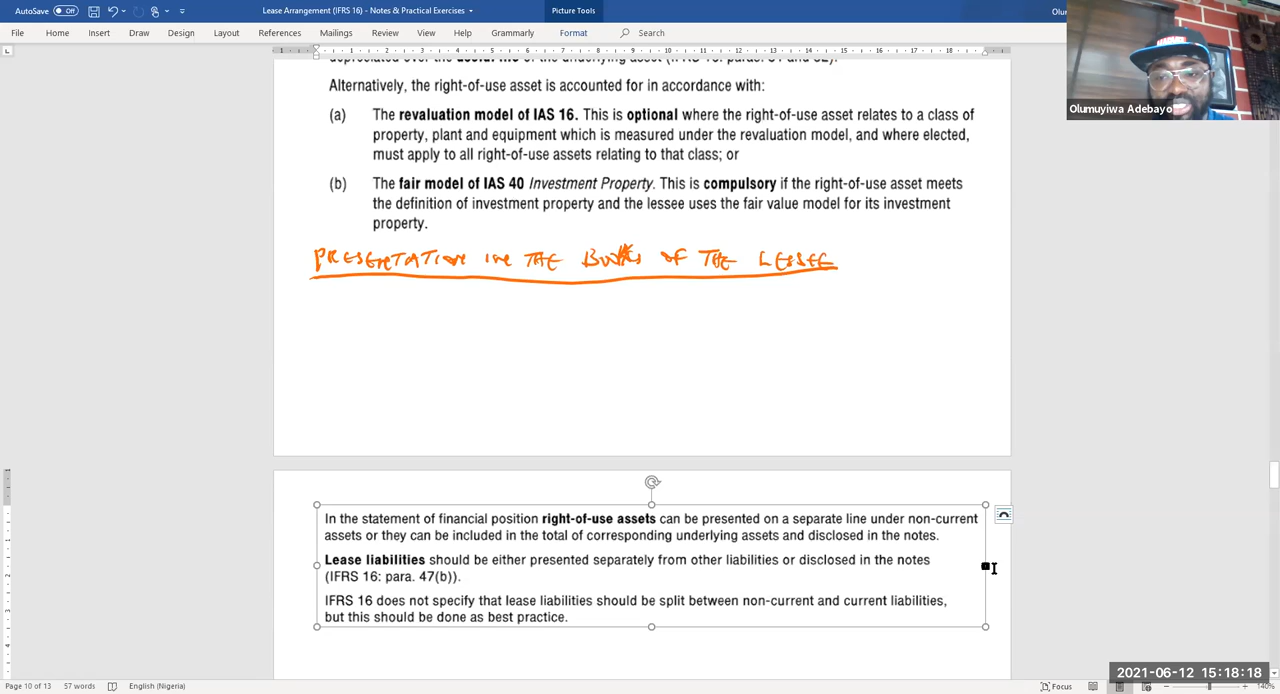 AutoSave Off
Lease Arrangement (IFRS 16) - Notes & Practical Exercises
Picture Tools
Olu
File Home Insert Draw Design Layout References Mailings Review View Help Grammarly Format Search
Olumuyiwa Adebayo
Alternatively, the right-of-use asset is accounted for in accordance with:
(a) The revaluation model of IAS 16. This is optional where the right-of-use asset relates to a class of
property, plant and equipment which is measured under the revaluation model, and where elected,
must apply to all right-of-use assets relating to that class; or
(b) The fair model of IAS 40 Investment Property. This is compulsory if the right-of-use asset meets
the definition of investment property and the lessee uses the fair value model for its investment
property.
PRESENTATION IN THE BOOKS OF THE LESSEE
In the statement of financial position right-of-use assets can be presented on a separate line under non-current
assets or they can be included in the total of corresponding underlying assets and disclosed in the notes.
Lease liabilities should be either presented separately from other liabilities or disclosed in the notes
(IFRS 16: para. 47(b)).
IFRS 16 does not specify that lease liabilities should be split between non-current and current liabilities,
but this should be done as best practice.
2021-06-12 15:18:18
Page 10 of 13 57 words English (Nigeria) Focus 140%